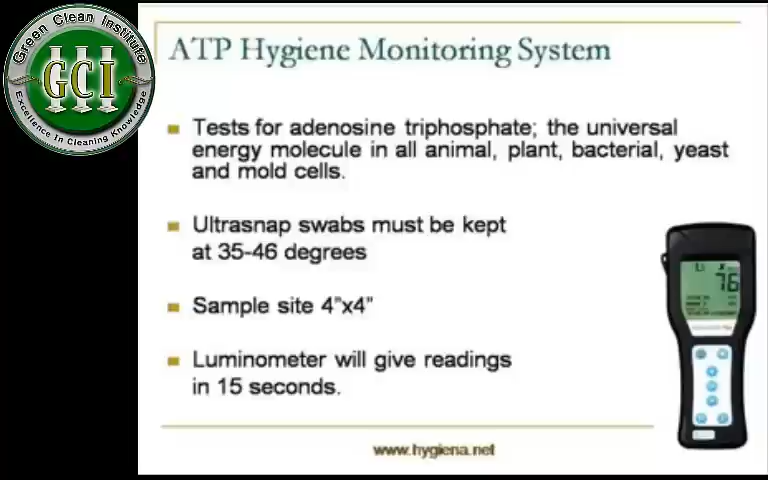 Green Clean Institute
GCI
Excellence In Cleaning Knowledge
ATP Hygiene Monitoring System
Tests for adenosine triphosphate; the universal
energy molecule in all animal, plant, bacterial, yeast
and mold cells.
Ultrasnap swabs must be kept
at 35-46 degrees
Sample site 4”x4”
Luminometer will give readings
in 15 seconds.
76
www.hygiena.net